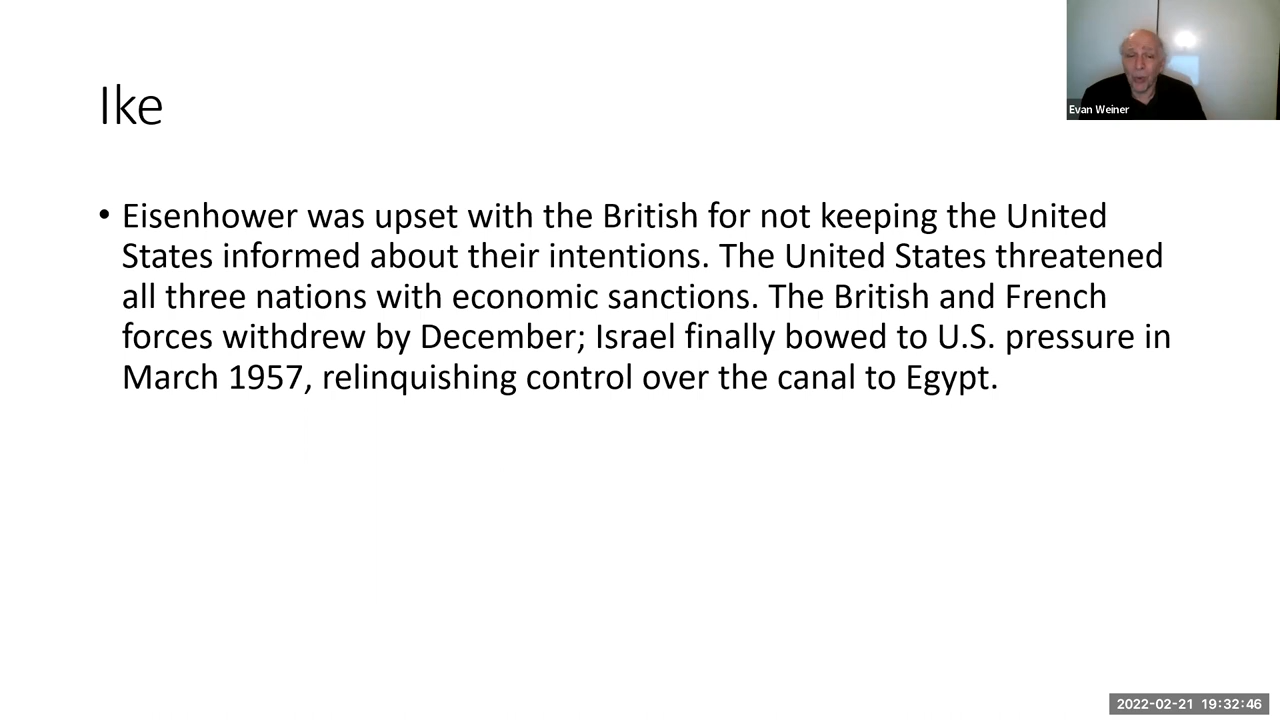 Ike
Evan Weiner
• Eisenhower was upset with the British for not keeping the United
States informed about their intentions. The United States threatened
all three nations with economic sanctions. The British and French
forces withdrew by December; Israel finally bowed to U.S. pressure in
March 1957, relinquishing control over the canal to Egypt.
2022-02-21 19:32:46